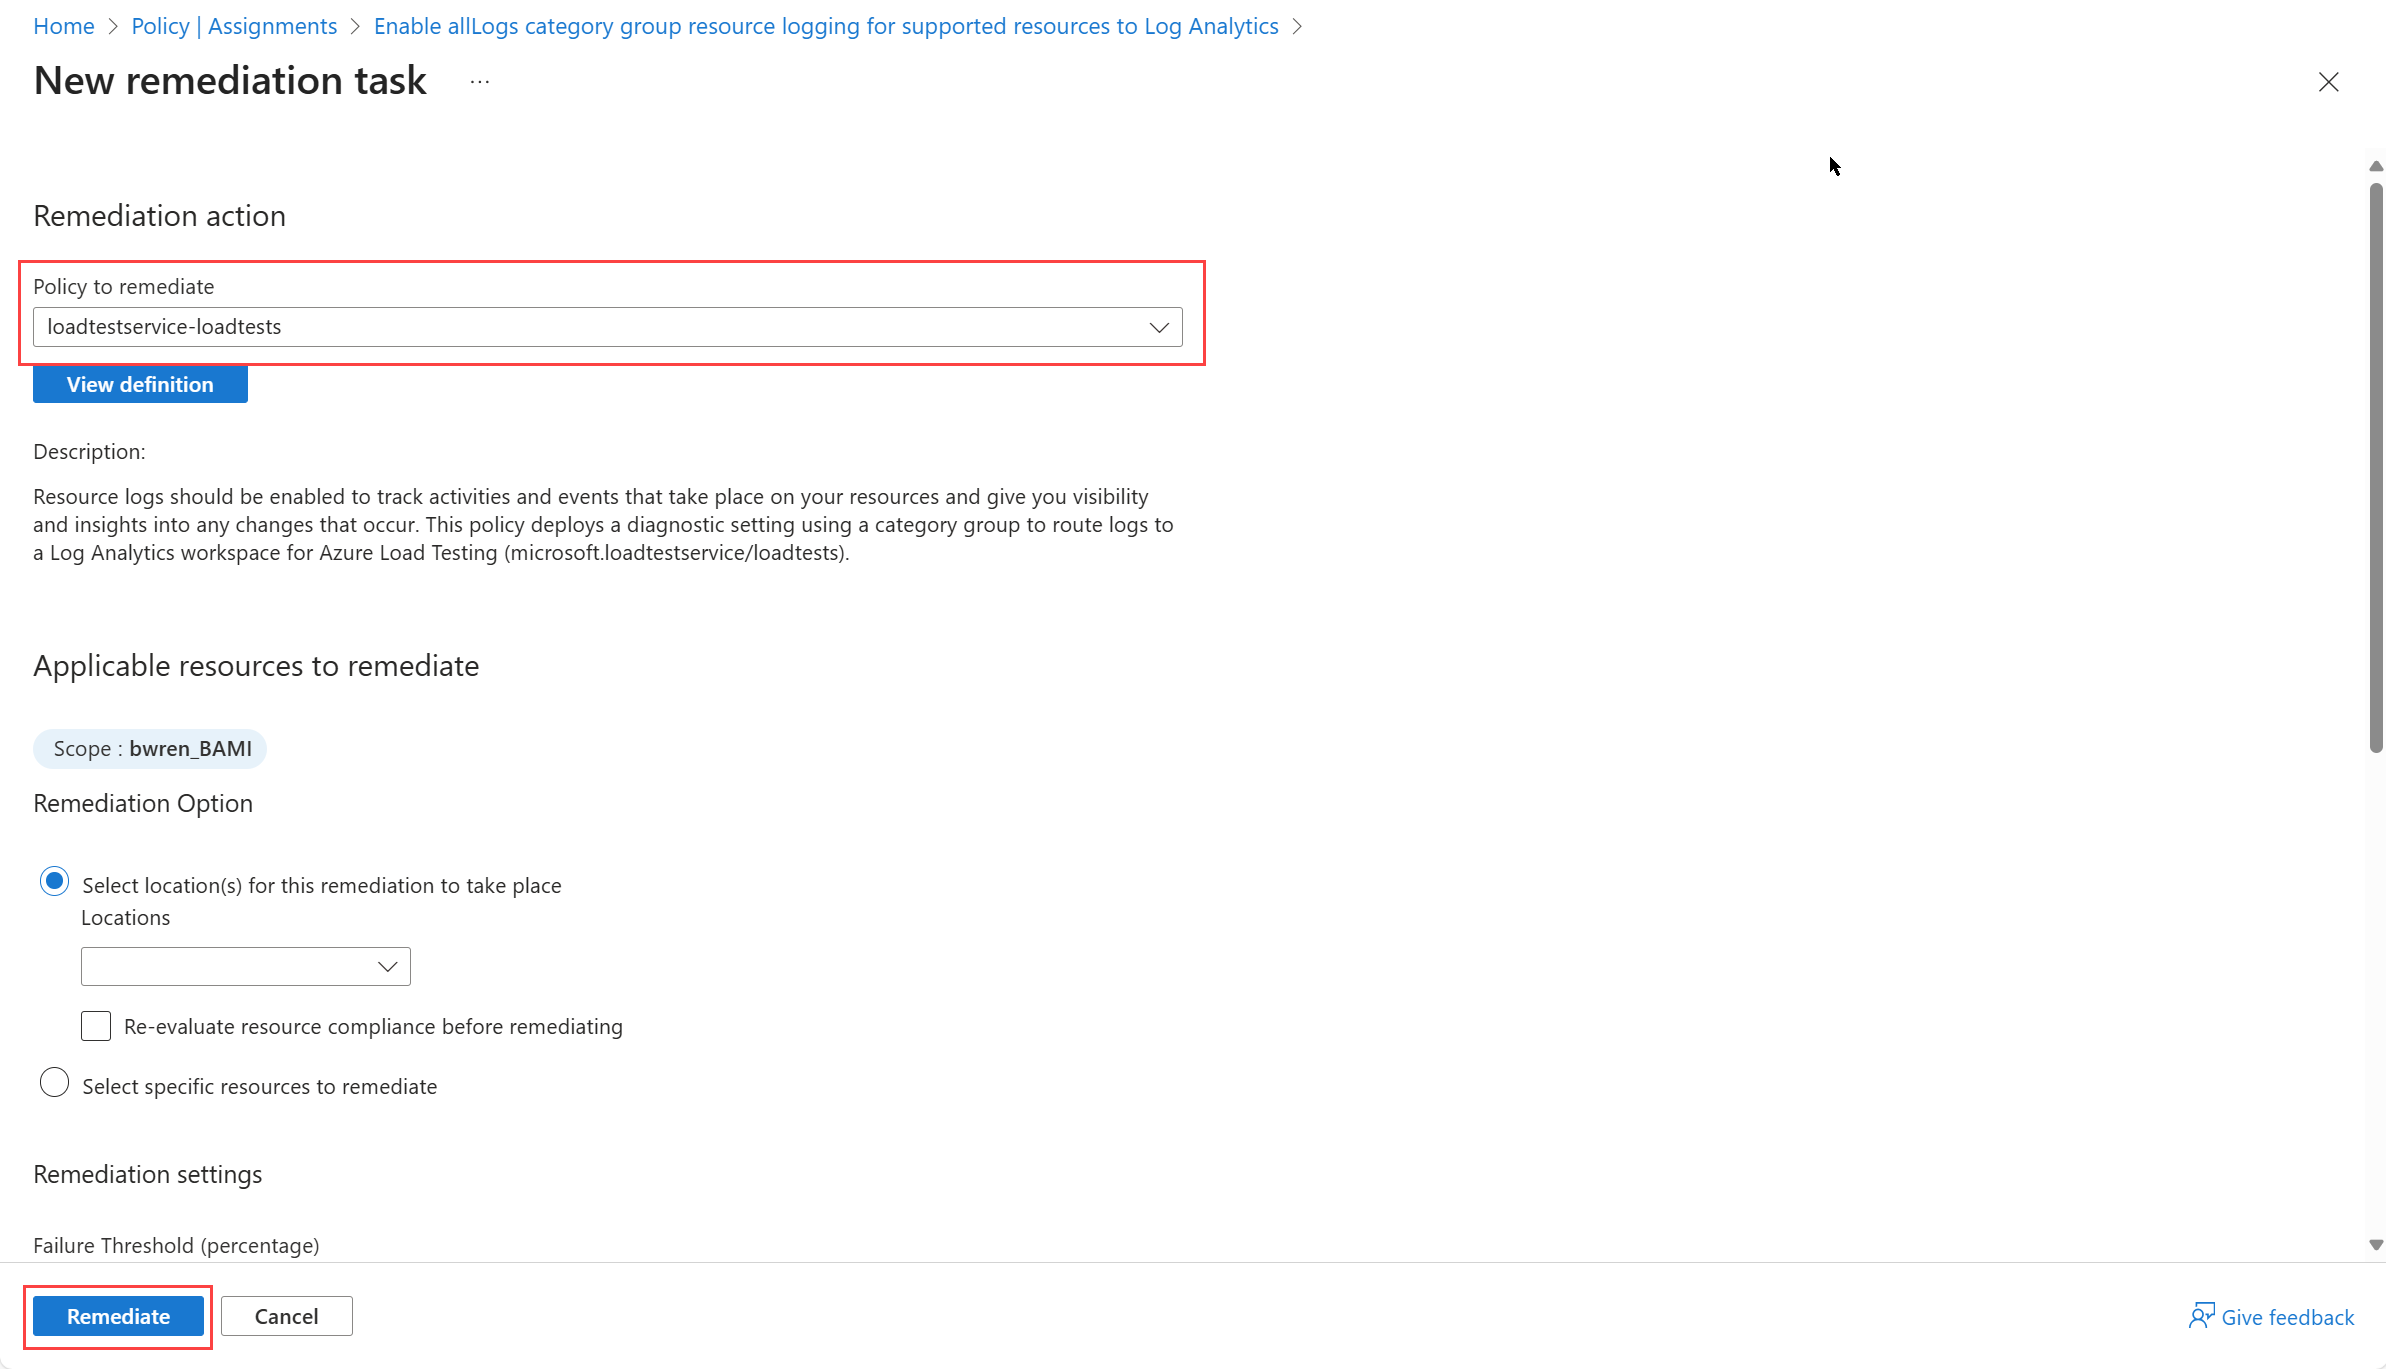 Home > Policy | Assignments > Enable allLogs category group resource logging for supported resources to Log Analytics >
New remediation task ...
Remediation action
Policy to remediate
loadtestservice-loadtests
View definition
Description:
Resource logs should be enabled to track activities and events that take place on your resources and give you visibility
and insights into any changes that occur. This policy deploys a diagnostic setting using a category group to route logs to
a Log Analytics workspace for Azure Load Testing (microsoft.loadtestservice/loadtests).
Applicable resources to remediate
Scope : bwren_BAMI
Remediation Option
Select location(s) for this remediation to take place
Locations
Re-evaluate resource compliance before remediating
Select specific resources to remediate
Remediation settings
Failure Threshold (percentage)
Remediate Cancel Give feedback